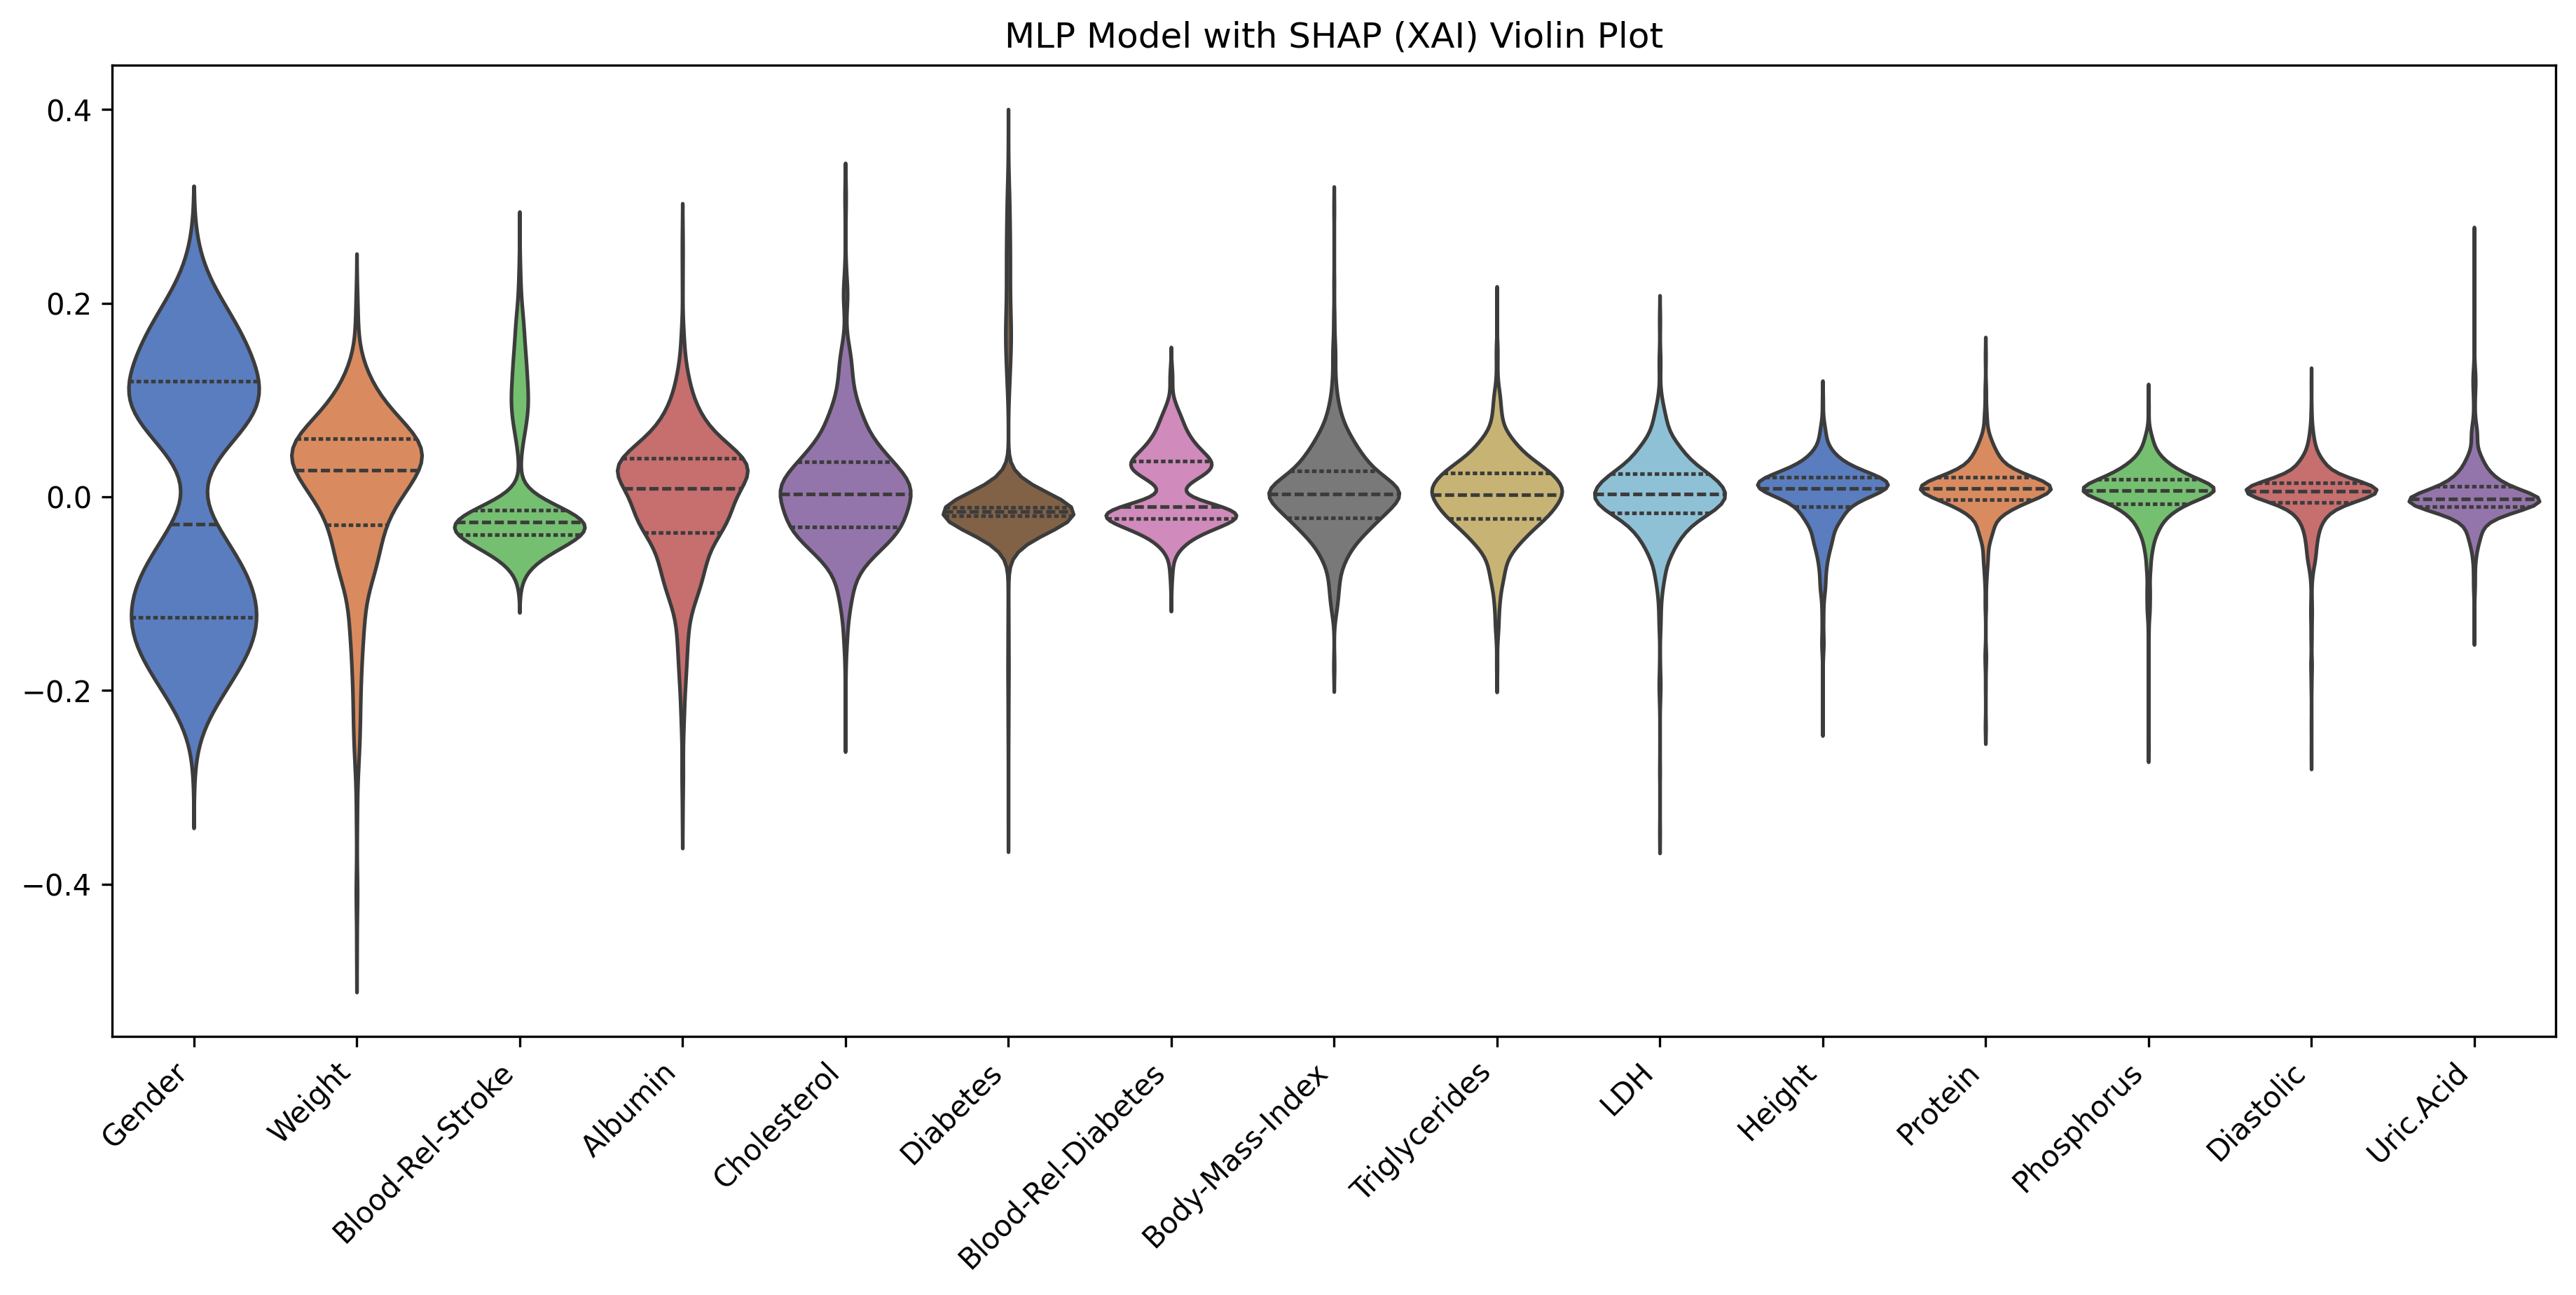 MLP Model with SHAP (XAI) Violin Plot
0.4
0.2
0.0
−0.2
−0.4
Gender
Weight
Blood-Rel-Stroke
Albumin
Cholesterol
Diabetes
Blood-Rel-Diabetes
Body-Mass-Index
Triglycerides
LDH
Height
Protein
Phosphorus
Diastolic
Uric.Acid